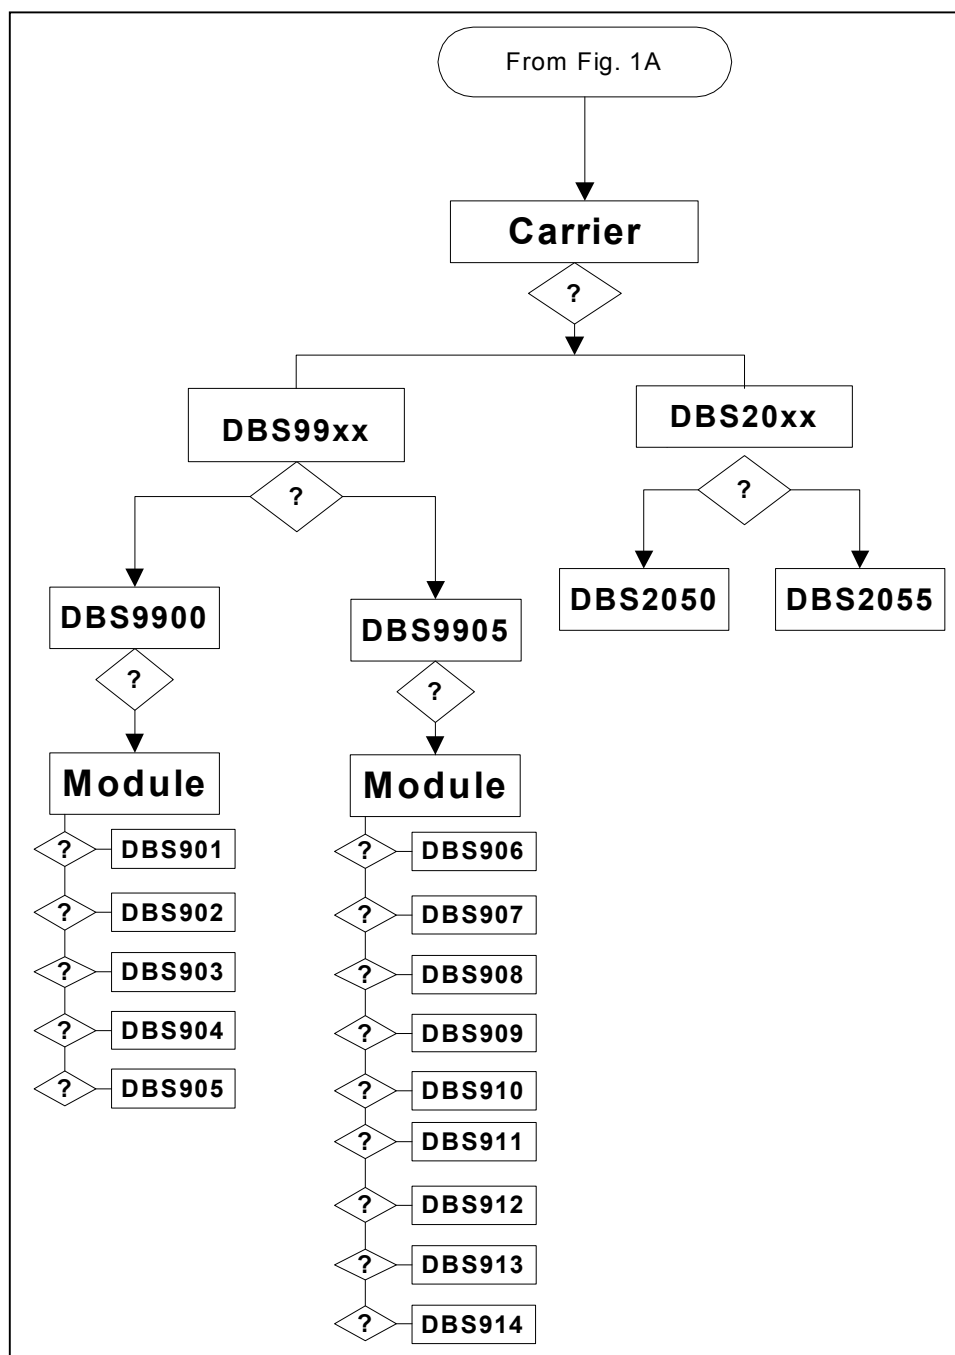 From Fig. 1A
Carrier
?
DBS99xx
DBS20xx
?
?
DBS9900
DBS9905
DBS2050
DBS2055
?
?
Module
Module
? DBS901
? DBS902
? DBS903
? DBS904
? DBS905
? DBS906
? DBS907
? DBS908
? DBS909
? DBS910
? DBS911
? DBS912
? DBS913
? DBS914